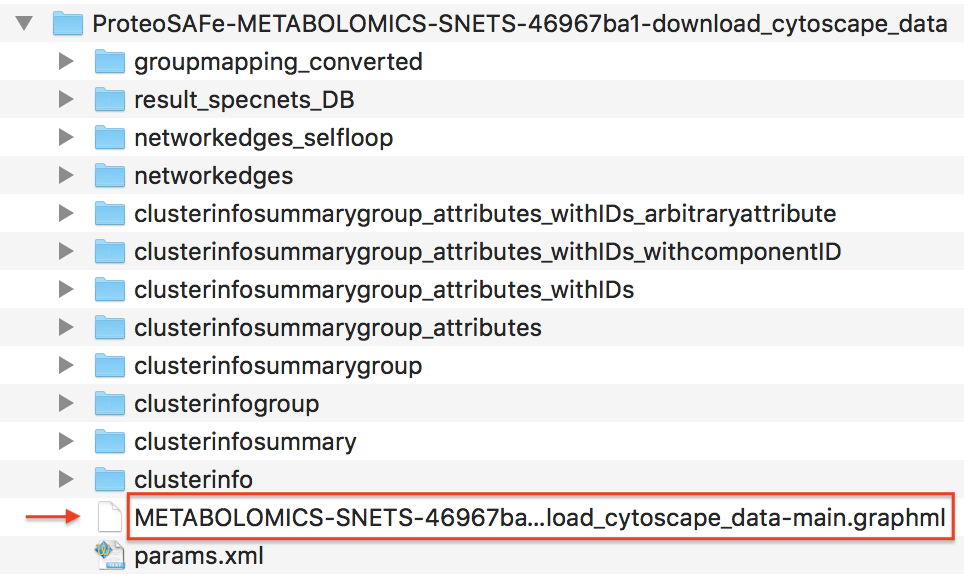 ProteoSAFe-METABOLOMICS-SNETS-46967ba1-download_cytoscape_data
groupmapping_converted
result_specnets_DB
networkedges_selfloop
networkedges
clusterinfosummarygroup_attributes_withIDs_arbitraryattribute
clusterinfosummarygroup_attributes_withIDs_withcomponentID
clusterinfosummarygroup_attributes_withIDs
clusterinfosummarygroup_attributes
clusterinfosummarygroup
clusterinfogroup
clusterinfosummary
clusterinfo
METABOLOMICS-SNETS-46967ba...load_cytoscape_data-main.graphml
params.xml